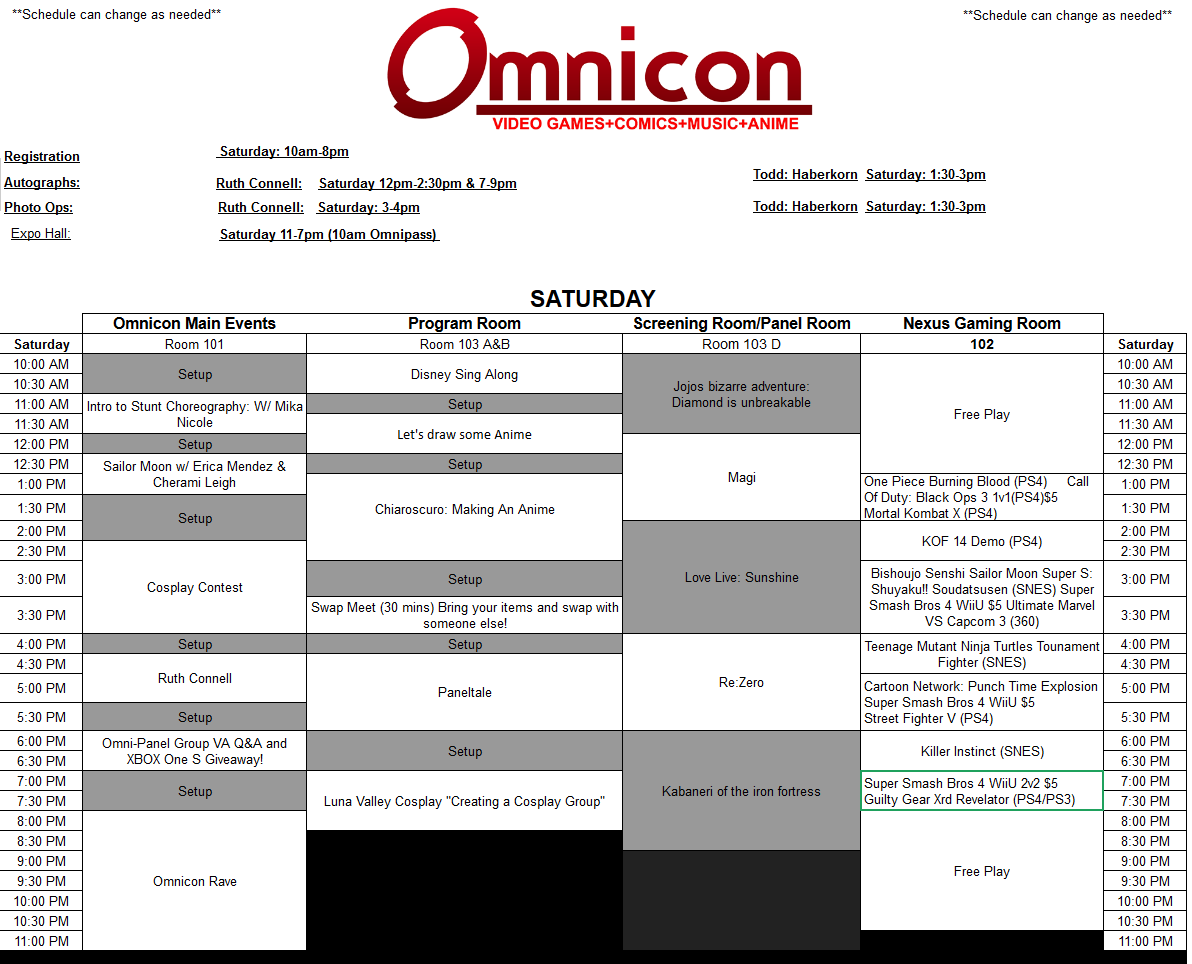 **Schedule can change as needed**
**Schedule can change as needed**
Omnicon
VIDEO GAMES+COMICS+MUSIC+ANIME
Registration Saturday: 10am-8pm
Autographs: Ruth Connell: Saturday 12pm-2:30pm & 7-9pm Todd: Haberkorn Saturday: 1:30-3pm
Photo Ops: Ruth Connell: Saturday: 3-4pm Todd: Haberkorn Saturday: 1:30-3pm
Expo Hall: Saturday 11-7pm (10am Omnipass)
SATURDAY
Omnicon Main Events Program Room Screening Room/Panel Room Nexus Gaming Room
Saturday Room 101 Room 103 A&B Room 103 D 102 Saturday
10:00 AM
10:30 AM
11:00 AM
11:30 AM
12:00 PM
12:30 PM
1:00 PM
1:30 PM
2:00 PM
2:30 PM
3:00 PM
3:30 PM
4:00 PM
4:30 PM
5:00 PM
5:30 PM
6:00 PM
6:30 PM
7:00 PM
7:30 PM
8:00 PM
8:30 PM
9:00 PM
9:30 PM
10:00 PM
10:30 PM
11:00 PM
Setup
Intro to Stunt Choreography: W/ Mika
Nicole
Setup
Sailor Moon w/ Erica Mendez &
Cherami Leigh
Setup
Cosplay Contest
Setup
Ruth Connell
Setup
Omni-Panel Group VA Q&A and
XBOX One S Giveaway!
Setup
Omnicon Rave
Disney Sing Along
Setup
Let's draw some Anime
Setup
Chiaroscuro: Making An Anime
Setup
Swap Meet (30 mins) Bring your items and swap with
someone else!
Setup
Paneltale
Setup
Luna Valley Cosplay "Creating a Cosplay Group"
Jojos bizarre adventure:
Diamond is unbreakable
Magi
Love Live: Sunshine
Re:Zero
Kabaneri of the iron fortress
Free Play
One Piece Burning Blood (PS4) Call
Of Duty: Black Ops 3 1v1(PS4)$5
Mortal Kombat X (PS4)
KOF 14 Demo (PS4)
Bishoujo Senshi Sailor Moon Super S:
Shuyaku!! Soudatsusen (SNES) Super
Smash Bros 4 WiiU $5 Ultimate Marvel
VS Capcom 3 (360)
Teenage Mutant Ninja Turtles Tounament
Fighter (SNES)
Cartoon Network: Punch Time Explosion
Super Smash Bros 4 WiiU $5
Street Fighter V (PS4)
Killer Instinct (SNES)
Super Smash Bros 4 WiiU 2v2 $5
Guilty Gear Xrd Revelator (PS4/PS3)
Free Play
10:00 AM
10:30 AM
11:00 AM
11:30 AM
12:00 PM
12:30 PM
1:00 PM
1:30 PM
2:00 PM
2:30 PM
3:00 PM
3:30 PM
4:00 PM
4:30 PM
5:00 PM
5:30 PM
6:00 PM
6:30 PM
7:00 PM
7:30 PM
8:00 PM
8:30 PM
9:00 PM
9:30 PM
10:00 PM
10:30 PM
11:00 PM